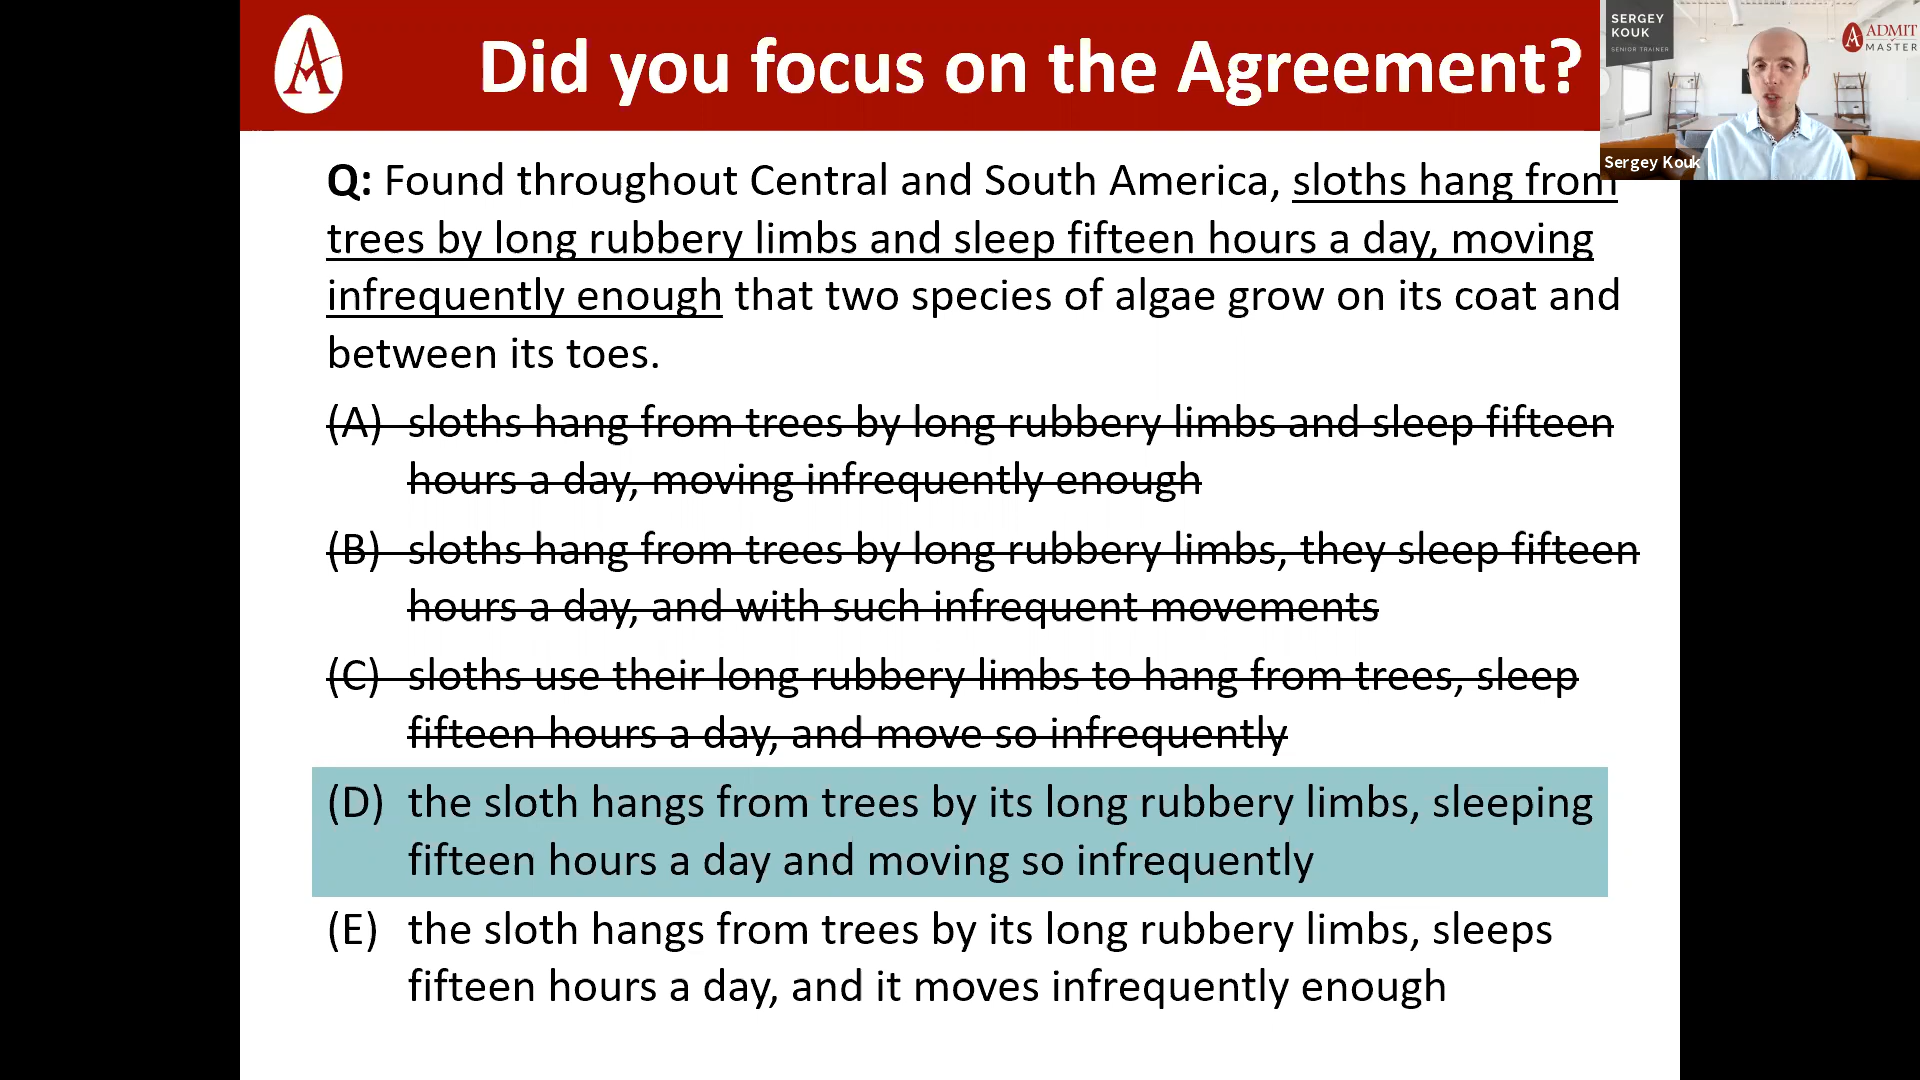 Did you focus on the Agreement?
SERGEY
KOUK
SENIOR TRAINER
ADMIT
MASTER
Sergey Kouk
Q: Found throughout Central and South America, sloths hang from
trees by long rubbery limbs and sleep fifteen hours a day, moving
infrequently enough that two species of algae grow on its coat and
between its toes.
(A) sloths hang from trees by long rubbery limbs and sleep fifteen
hours a day, moving infrequently enough
(B) sloths hang from trees by long rubbery limbs, they sleep fifteen
hours a day, and with such infrequent movements
(C) sloths use their long rubbery limbs to hang from trees, sleep
fifteen hours a day, and move so infrequently
(D) the sloth hangs from trees by its long rubbery limbs, sleeping
fifteen hours a day and moving so infrequently
(E) the sloth hangs from trees by its long rubbery limbs, sleeps
fifteen hours a day, and it moves infrequently enough